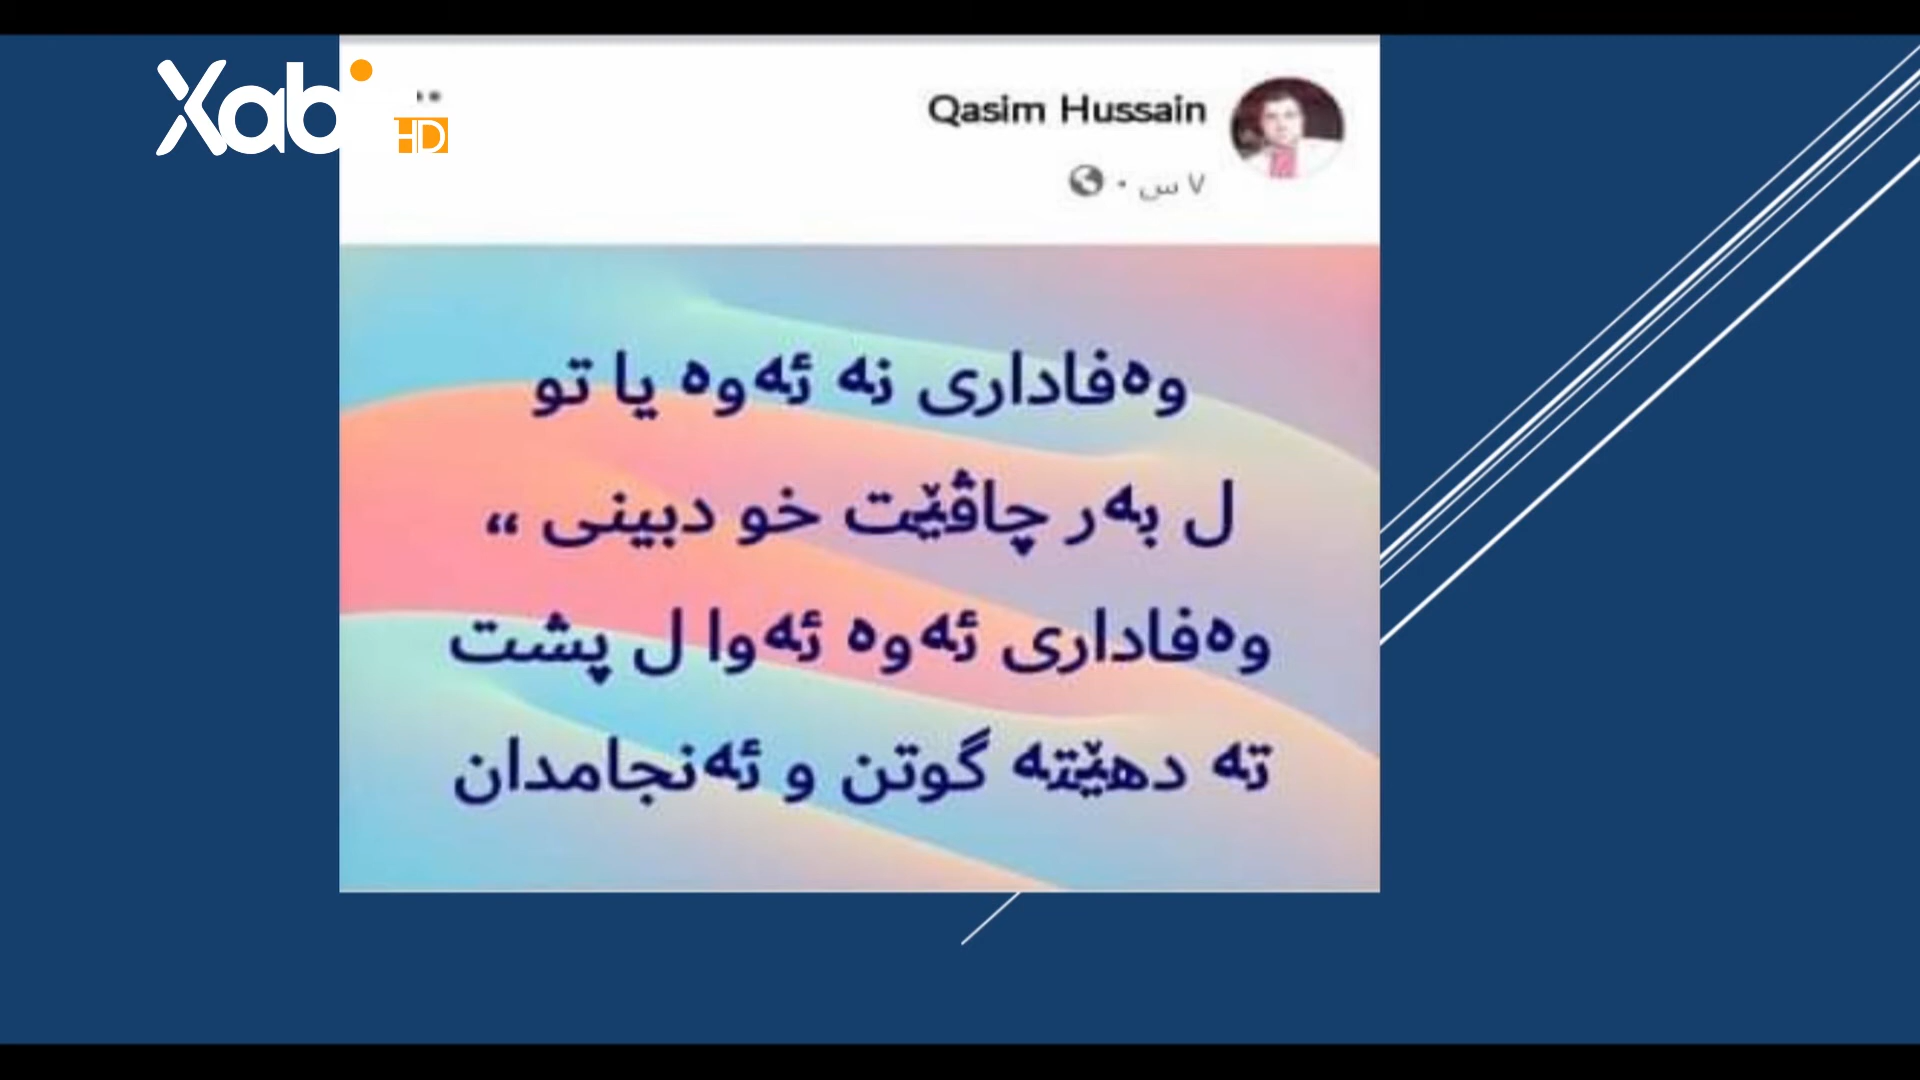 Xabi
HD
Qasim Hussain
٧ س
وەفاداری نە ئەوە یا تو
ل بەر چاڤێت خو دبینی “
وەفاداری ئەوە ئەوا ل پشت
تە دهێتە گوتن و ئەنجامدان